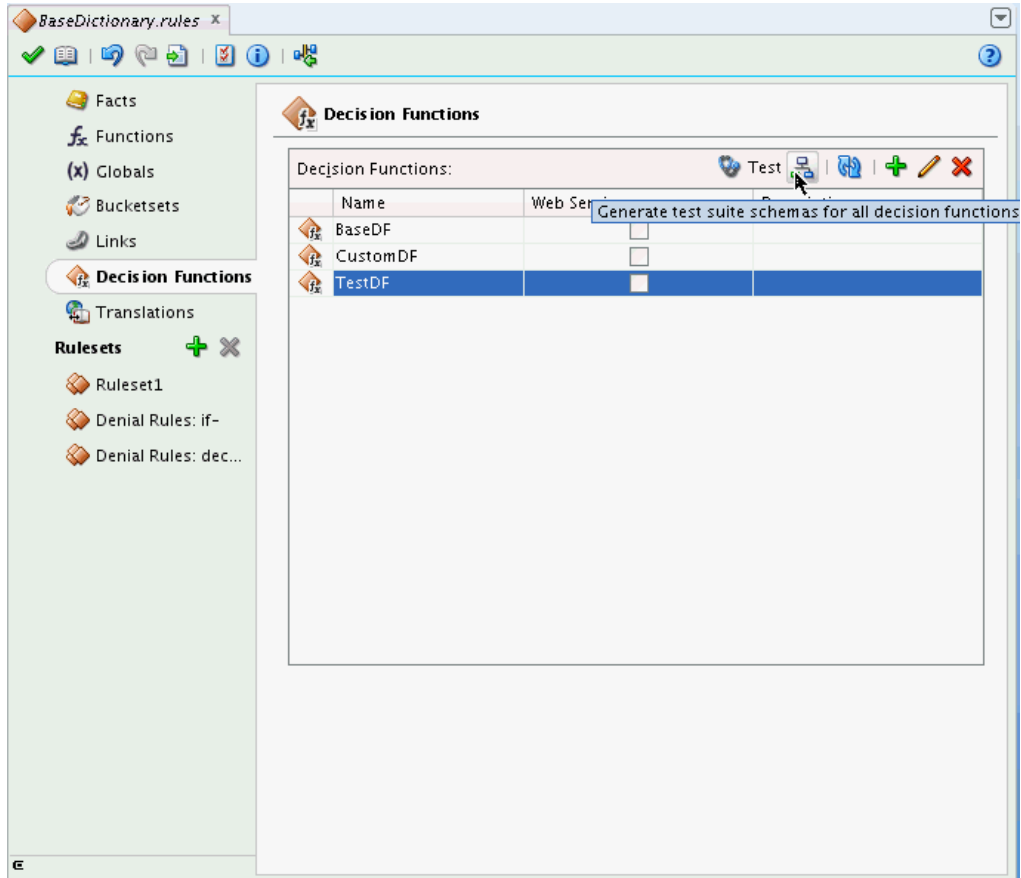 BaseDictionary.rules x
Facts
Functions
(x) Globals
Bucketsets
Links
Decision Functions
Translations
Rulesets
Ruleset1
Denial Rules: if-
Denial Rules: dec...
Decision Functions
Decision Functions:
Test
Name
Web Ser
Generate test suite schemas for all decision functions
BaseDF
CustomDF
TestDF